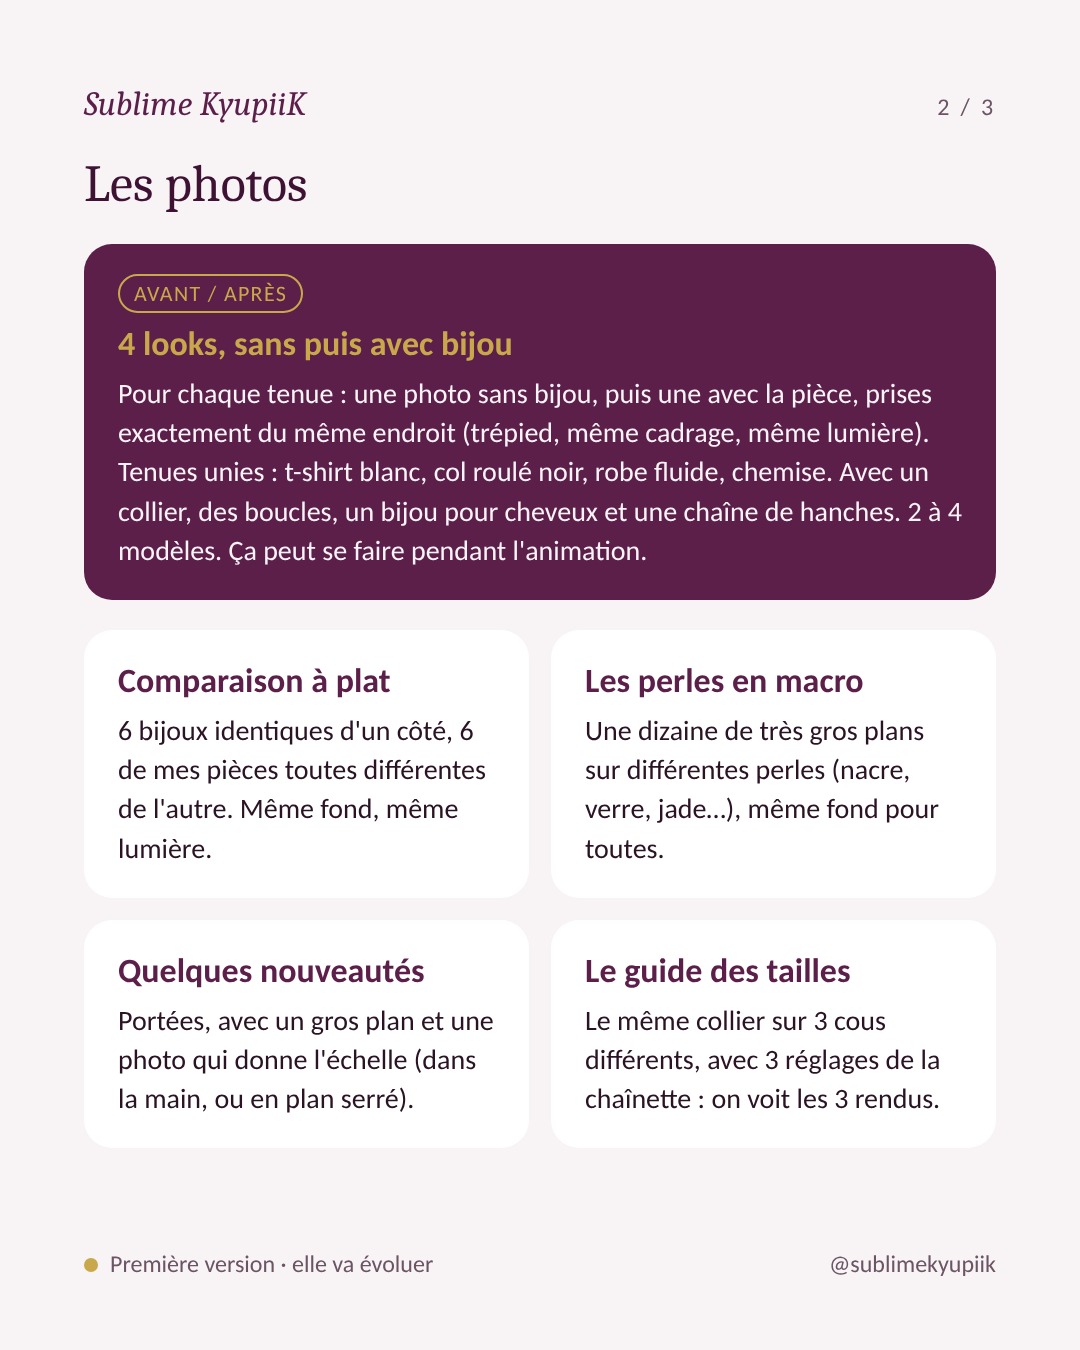 Sublime KyupiiK
2 / 3
Les photos
AVANT / APRÈS
4 looks, sans puis avec bijou
Pour chaque tenue : une photo sans bijou, puis une avec la pièce, prises
exactement du même endroit (trépied, même cadrage, même lumière).
Tenues unies : t-shirt blanc, col roulé noir, robe fluide, chemise. Avec un
collier, des boucles, un bijou pour cheveux et une chaîne de hanches. 2 à 4
modèles. Ça peut se faire pendant l'animation.
Comparaison à plat
6 bijoux identiques d'un côté, 6
de mes pièces toutes différentes
de l'autre. Même fond, même
lumière.
Les perles en macro
Une dizaine de très gros plans
sur différentes perles (nacre,
verre, jade…), même fond pour
toutes.
Quelques nouveautés
Portées, avec un gros plan et une
photo qui donne l'échelle (dans
la main, ou en plan serré).
Le guide des tailles
Le même collier sur 3 cous
différents, avec 3 réglages de la
chaînette : on voit les 3 rendus.
Première version · elle va évoluer
@sublimekyupiik